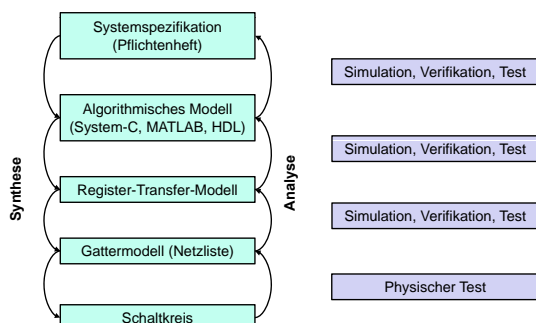 Systemspezifikation
(Pflichtenheft)
Simulation, Verifikation, Test
Algorithmisches Modell
(System-C, MATLAB, HDL)
Synthese
Analyse
Simulation, Verifikation, Test
Register-Transfer-Modell
Simulation, Verifikation, Test
Gattermodell (Netzliste)
Physischer Test
Schaltkreis